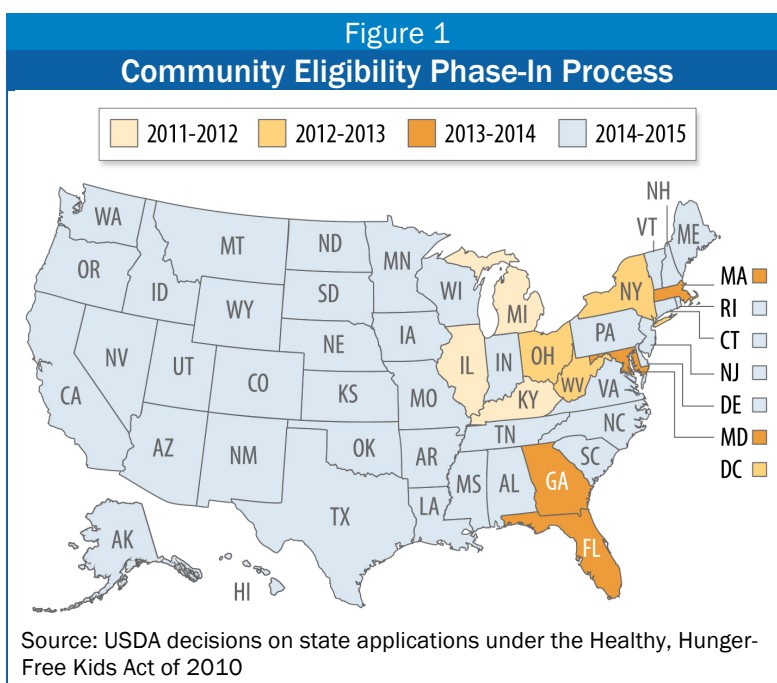 Figure 1
Community Eligibility Phase-In Process
2011-2012 2012-2013 2013-2014 2014-2015
NH
WA
VT
ME
MT
ND
MN
OR
MA
ID
SD
WI
NY
RI
WY
MI
CT
IA
PA
NE
NJ
NV
IL
IN
OH
UT
DE
CO
WV
VA
CA
KS
MO
KY
MD
NC
TN
DC
OK
AZ
NM
AR
SC
MS
AL
GA
LA
TX
AK
FL
HI
Source: USDA decisions on state applications under the Healthy, Hunger-
Free Kids Act of 2010